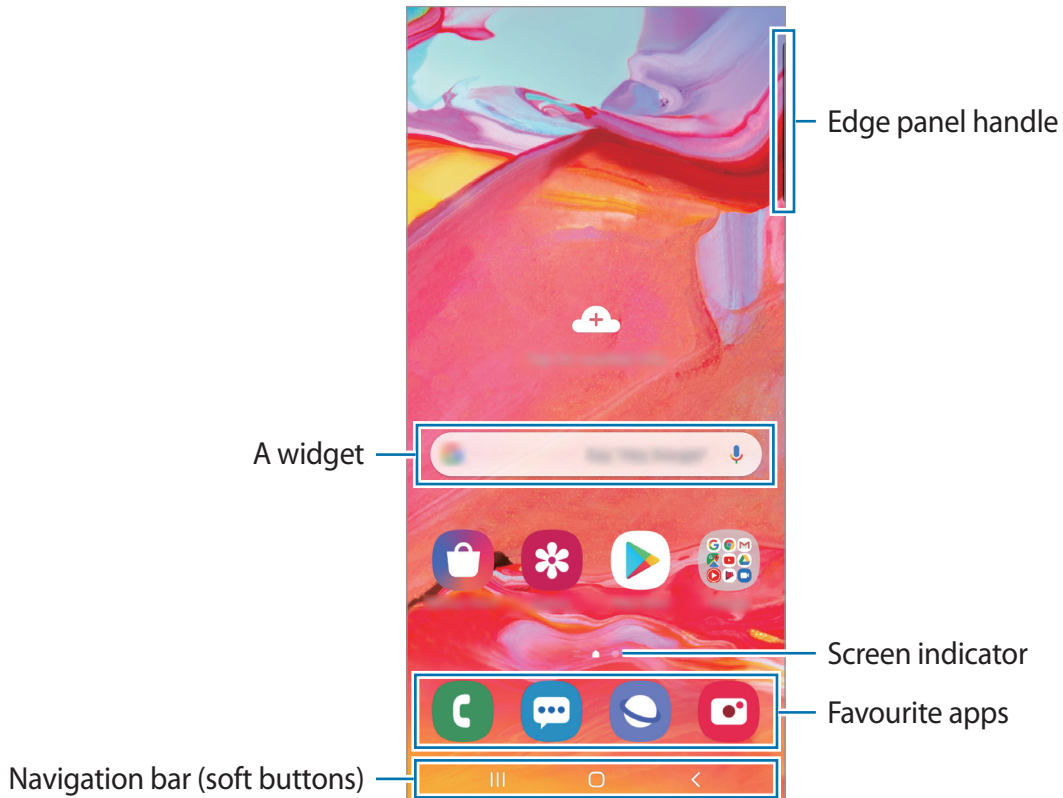 Edge panel handle
A widget
Screen indicator
Favourite apps
Navigation bar (soft buttons)